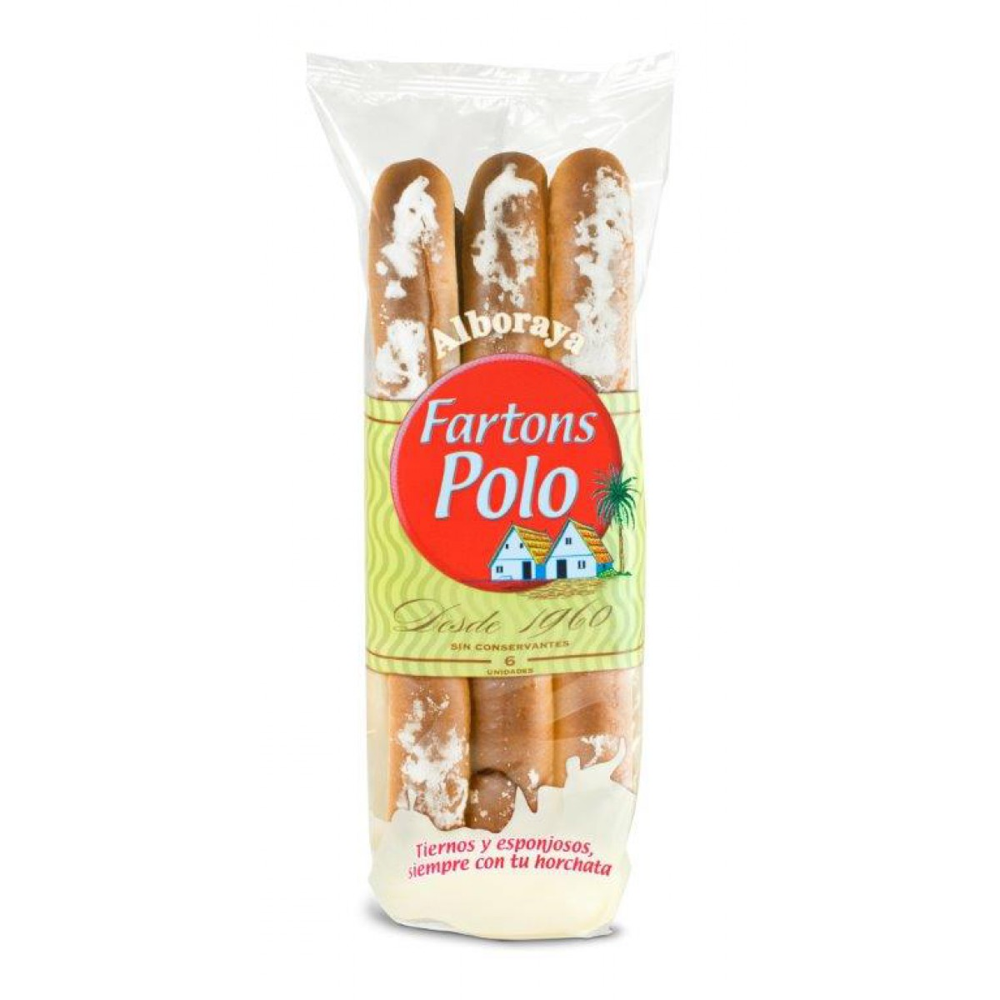 Alboraya
Fartons
Polo
Desde 1960
SIN CONSERVANTES
6
UNIDADES
Tiernos y esponjosos,
siempre con tu horchata